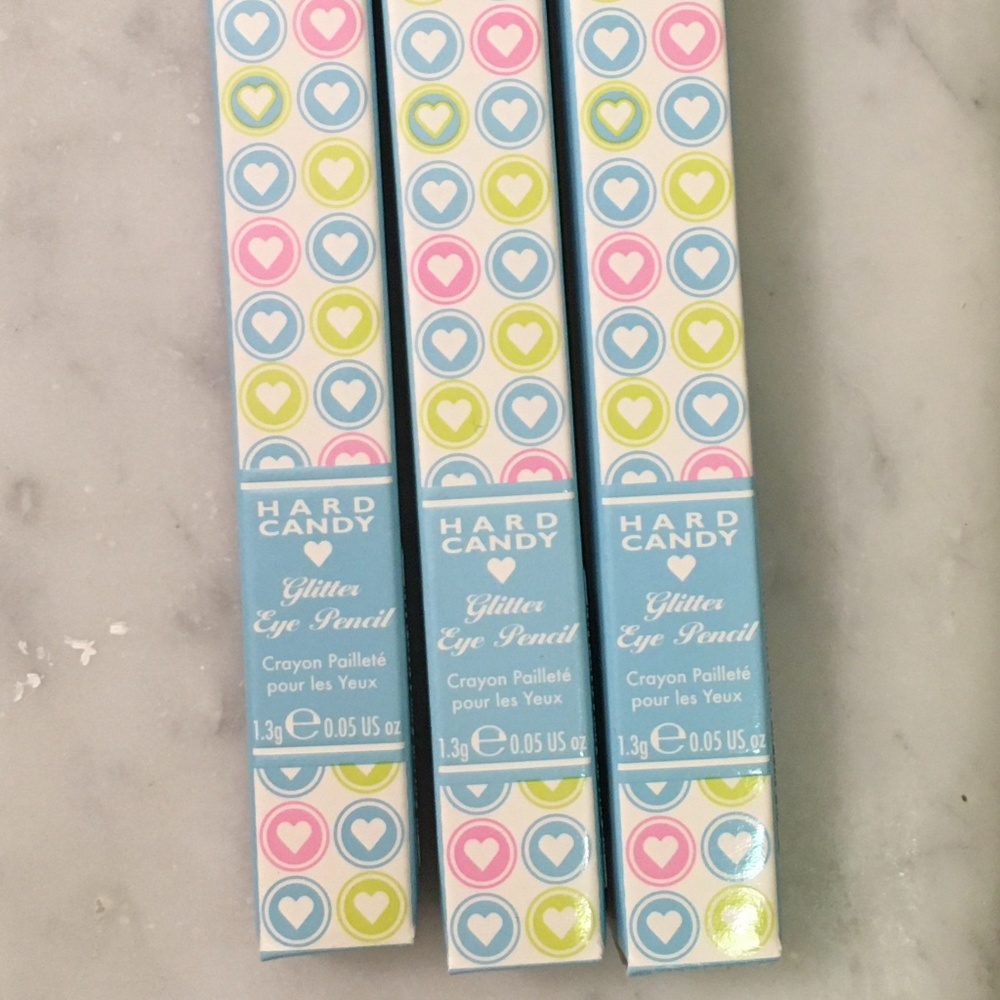 HARD
CANDY
Glitter
Eye Pencil
Crayon Pailleté
pour les Yeux
1.3g e 0.05 US oz
HARD
CANDY
Glitter
Eye Pencil
Crayon Pailleté
pour les Yeux
1.3g e 0.05 US oz
HARD
CANDY
Glitter
Eye Pencil
Crayon Pailleté
pour les Yeux
1.3g e 0.05 US oz